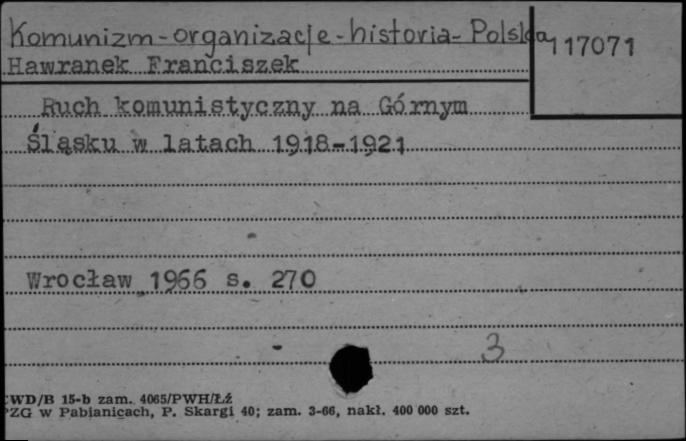 Komunizm-organizacje-historia-Polska
117071
Hawranek Franciszek
Ruch komunistyczny na Górnym
Śląsku w latach 1918-1921
Wrocław 1966 s. 270
3
WD/B 15-b zam. 4065/PWH/Łź
ZG w Pabianicach, P. Skargi 40; zam. 3-66, nakł. 400 000 szt.